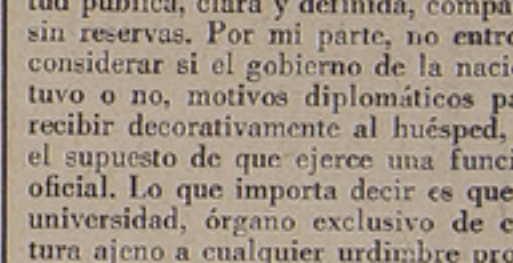 tud pública, clara y definida, compa
sin reservas. Por mi parte, no entro
considerar si el gobierno de la naci
tuvo o no, motivos diplomáticos pa
recibir decorativamente al huésped,
el supuesto de que ejerce una funci
oficial. Lo que importa decir es que
universidad, órgano exclusivo de c
tura ajeno a cualquier urdimbre pro